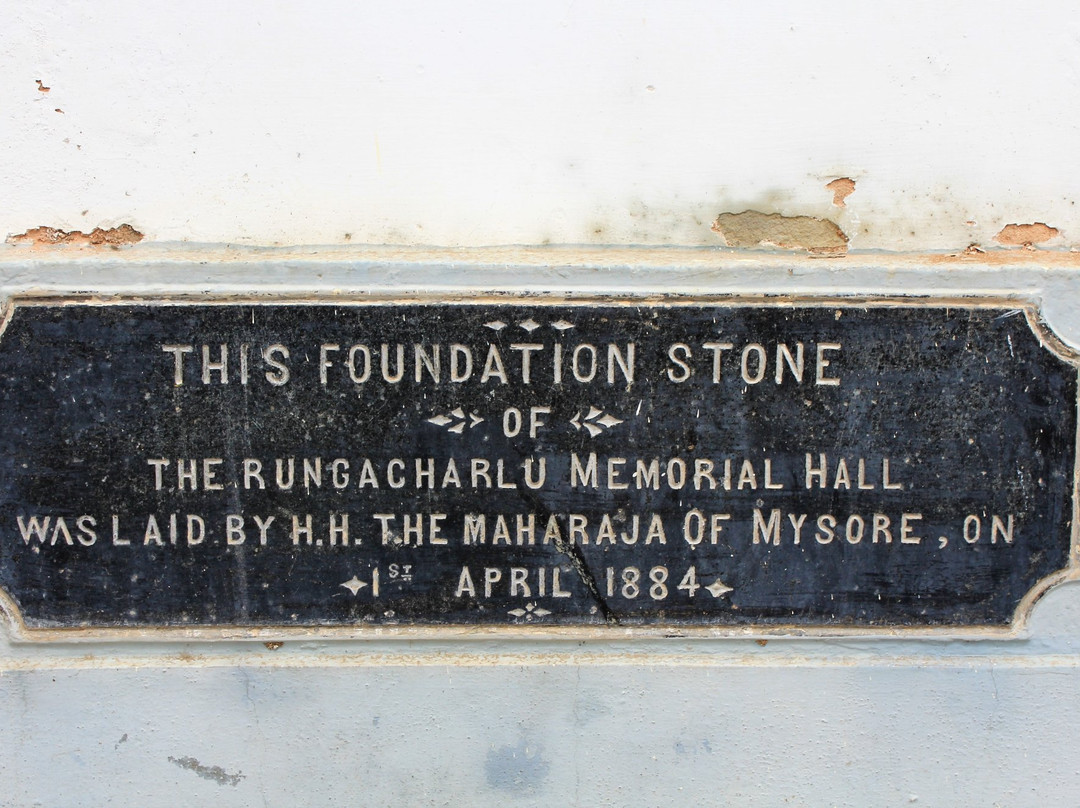 THIS FOUNDATION STONE
OF
THE RUNGACHARLU MEMORIAL HALL
WAS LAID BY H.H. THE MAHARAJA OF MYSORE, ON
1ST APRIL 1884